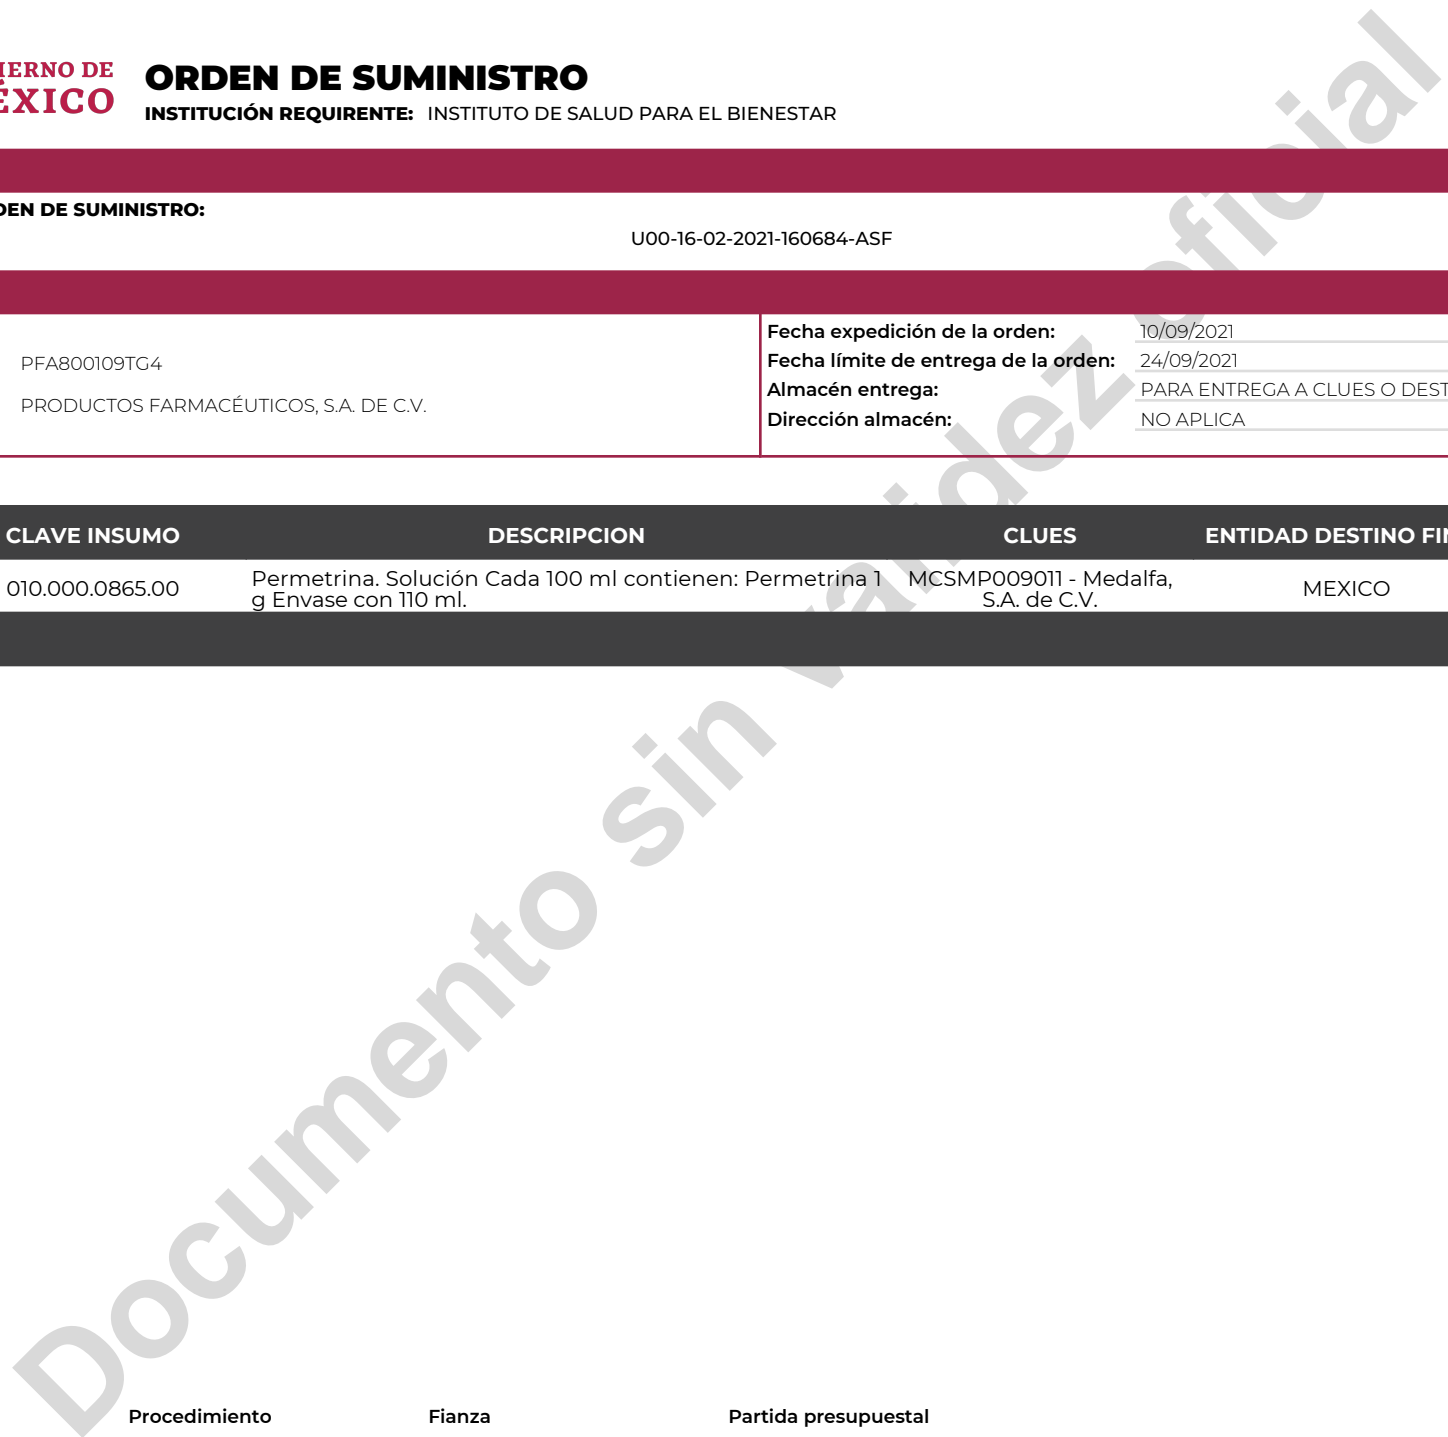 IERNO DE
ÉXICO
ORDEN DE SUMINISTRO
INSTITUCIÓN REQUIRENTE: INSTITUTO DE SALUD PARA EL BIENESTAR
DEN DE SUMINISTRO:
U00-16-02-2021-160684-ASF
PFA800109TG4
PRODUCTOS FARMACÉUTICOS, S.A. DE C.V.
Fecha expedición de la orden: 10/09/2021
Fecha límite de entrega de la orden: 24/09/2021
Almacén entrega: PARA ENTREGA A CLUES O DEST
Dirección almacén: NO APLICA
CLAVE INSUMO DESCRIPCION CLUES ENTIDAD DESTINO FIN
010.000.0865.00 Permetrina. Solución Cada 100 ml contienen: Permetrina 1 MCSMP009011 - Medalfa, MEXICO
g Envase con 110 ml. S.A. de C.V.
Documento sin validez oficial
Procedimiento Fianza Partida presupuestal